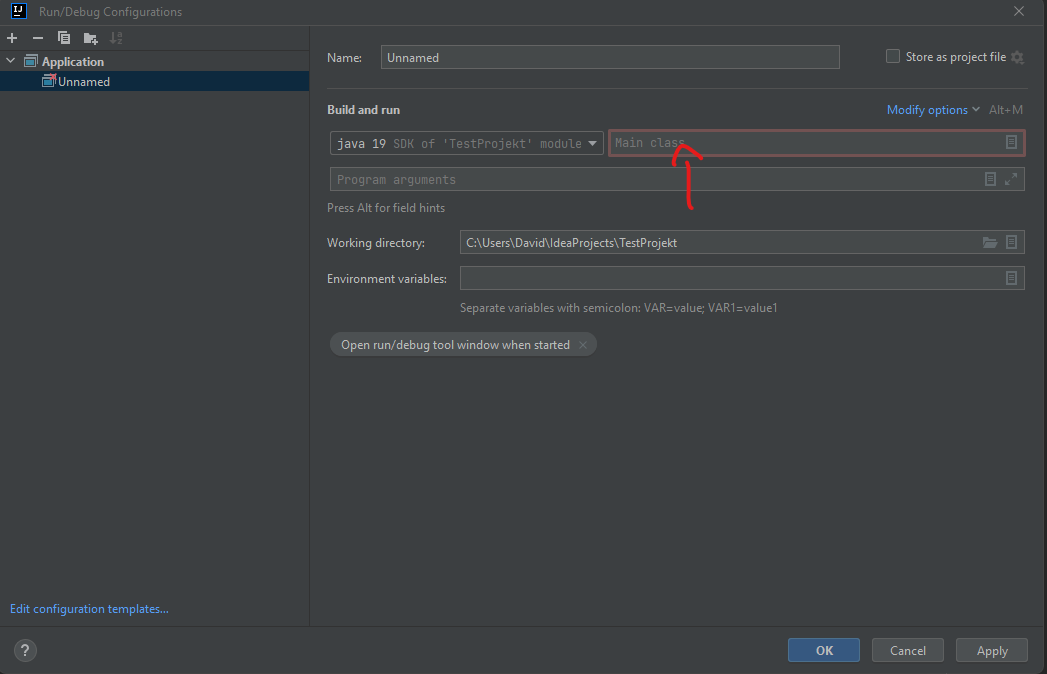 IJ Run/Debug Configurations
Application
Unnamed
Name: Unnamed Store as project file
Build and run Modify options Alt+M
java 19 SDK of 'TestProjekt' module Main class
Program arguments
Press Alt for field hints
Working directory: C:\Users\David\IdeaProjects\TestProjekt
Environment variables:
Separate variables with semicolon: VAR=value; VAR1=value1
Open run/debug tool window when started
Edit configuration templates...
? OK Cancel Apply